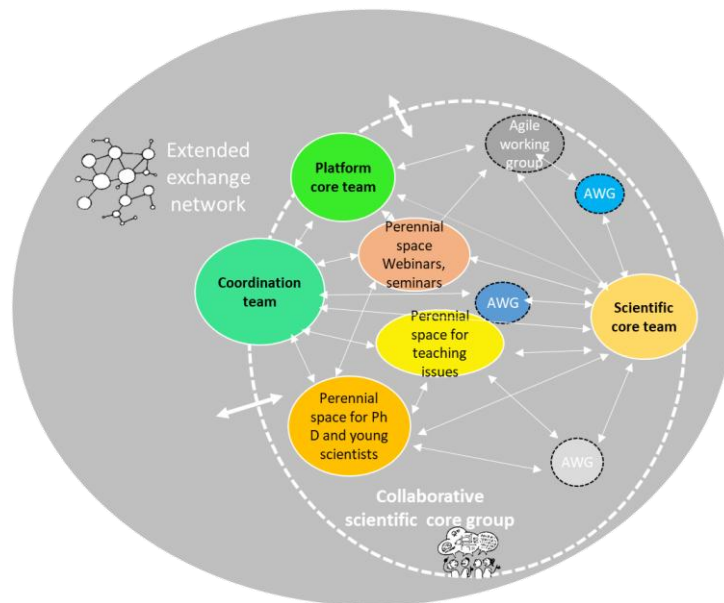 Extended
exchange
network
Platform
core team
Agile
working
group
AWG
Perennial
space
Webinars,
seminars
Coordination
team
AWG
Scientific
core team
Perennial
space for
teaching
issues
Perennial
space for Ph
D and young
scientists
AWG
Collaborative
scientific core group